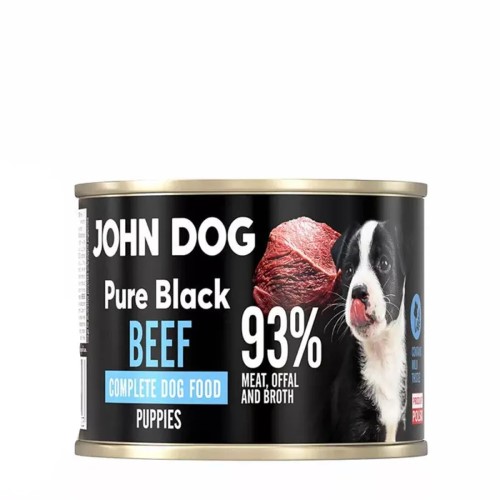 JOHN DOG
Pure Black
BEEF
COMPLETE DOG FOOD
PUPPIES
93%
MEAT, OFFAL
AND BROTH